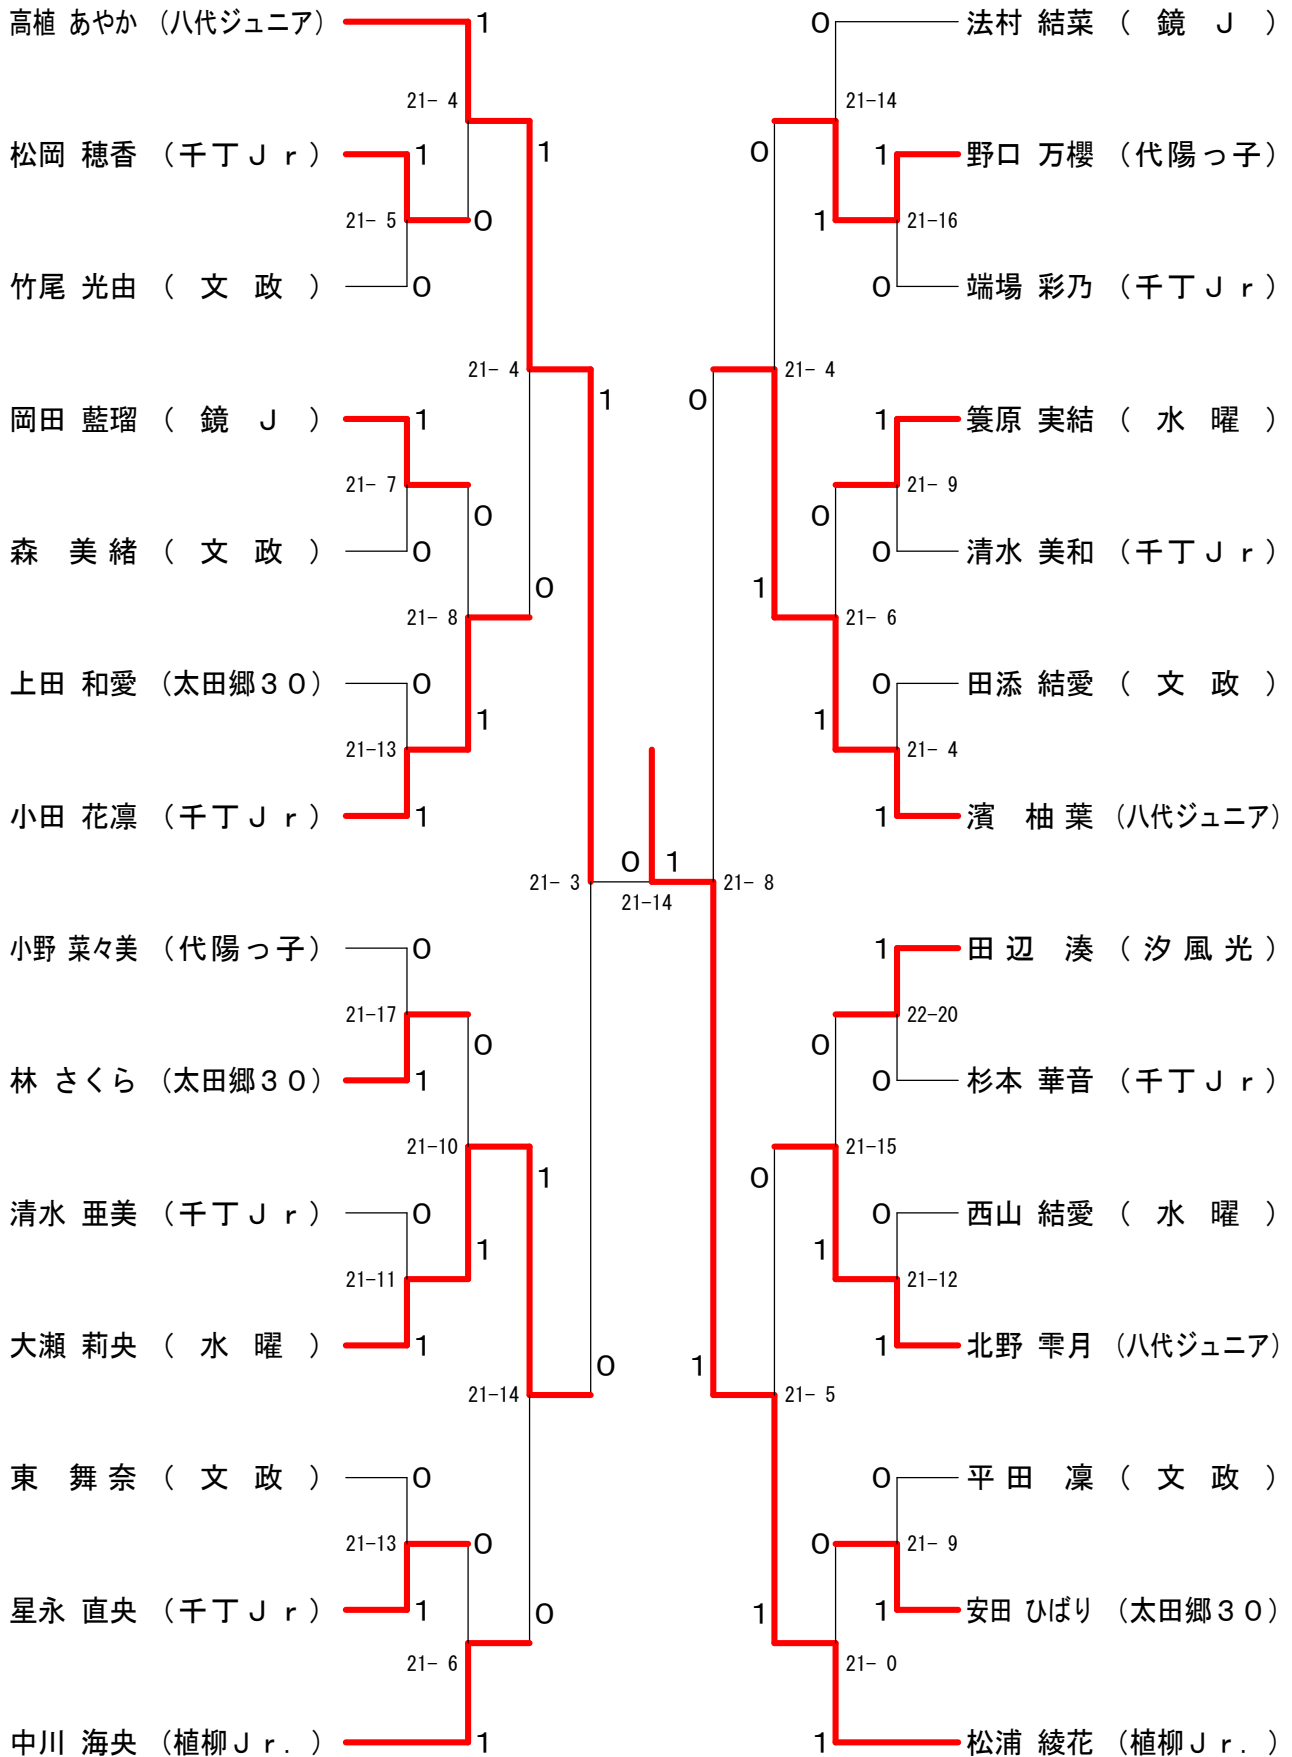 高植 あやか （八代ジュニア） 1
21- 4
松岡 穂香 （千丁Ｊｒ） 1
1
21- 5
0
竹尾 光由 （ 文 政 ） 0
21- 4
1
岡田 藍瑠 （ 鏡 Ｊ ） 1
21- 7
0
森 美緒 （ 文 政 ） 0
0
21- 8
上田 和愛 （太田郷３０） 0
1
21-13
小田 花凛 （千丁Ｊｒ） 1
21- 3
小野 菜々美 （代陽っ子） 0
21-17
0
林 さくら （太田郷３０） 1
21-10
1
清水 亜美 （千丁Ｊｒ） 0
1
21-11
大瀬 莉央 （ 水 曜 ） 1
0
21-14
東 舞奈 （ 文 政 ） 0
21-13
0
星永 直央 （千丁Ｊｒ） 1
0
21- 6
中川 海央 （植柳Ｊｒ．） 1
0 1
21-14
0 法村 結菜 （ 鏡 Ｊ ）
21-14
0
1 野口 万櫻 （代陽っ子）
1
21-16
0 端場 彩乃 （千丁Ｊｒ）
21- 4
0
1 簑原 実結 （ 水 曜 ）
21- 9
0
0 清水 美和 （千丁Ｊｒ）
1
21- 6
0 田添 結愛 （ 文 政 ）
1
21- 4
1 濱 柚葉 （八代ジュニア）
21- 8
1 田辺 湊 （汐風光）
22-20
0
0 杉本 華音 （千丁Ｊｒ）
21-15
0
0 西山 結愛 （ 水 曜 ）
1
21-12
1 北野 雫月 （八代ジュニア）
1
21- 5
0 平田 凜 （ 文 政 ）
0
21- 9
1 安田 ひばり （太田郷３０）
1
21- 0
1 松浦 綾花 （植柳Ｊｒ．）